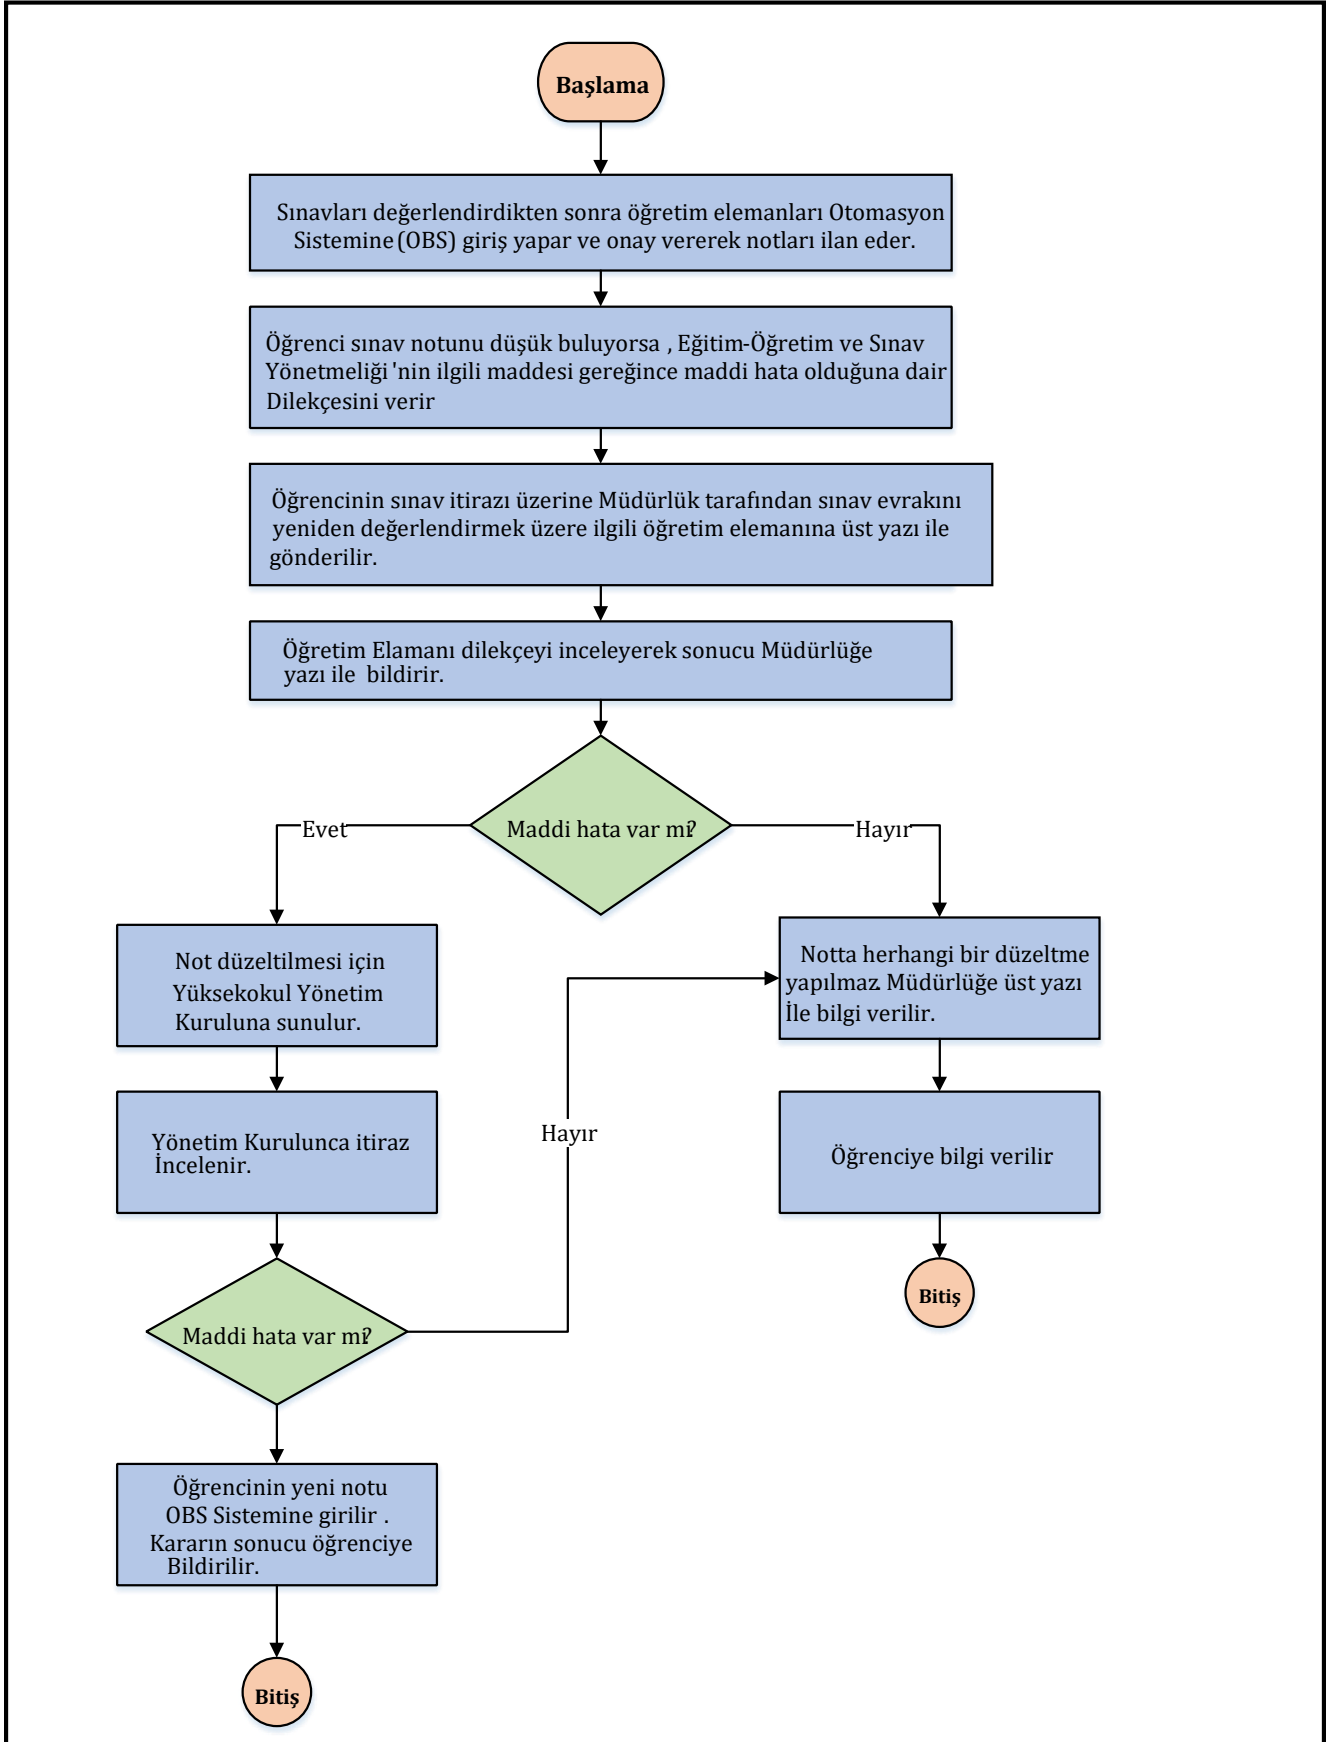 Başlama
Sınavları değerlendirdikten sonra öğretim elemanları Otomasyon
Sistemine (OBS) giriş yapar ve onay vererek notları ilan eder.
Öğrenci sınav notunu düşük buluyorsa , Eğitim-Öğretim ve Sınav
Yönetmeliği 'nin ilgili maddesi gereğince maddi hata olduğuna dair
Dilekçesini verir
Öğrencinin sınav itirazı üzerine Müdürlük tarafından sınav evrakını
yeniden değerlendirmek üzere ilgili öğretim elemanına üst yazı ile
gönderilir.
Öğretim Elamanı dilekçeyi inceleyerek sonucu Müdürlüğe
yazı ile bildirir.
Maddi hata var mı?
Evet
Hayır
Not düzeltilmesi için
Yüksekokul Yönetim
Kuruluna sunulur.
Notta herhangi bir düzeltme
yapılmaz. Müdürlüğe üst yazı
İle bilgi verilir.
Yönetim Kurulunca itiraz
İncelenir.
Hayır
Öğrenciye bilgi verilir.
Maddi hata var mı?
Bitiş
Öğrencinin yeni notu
OBS Sistemine girilir .
Kararın sonucu öğrenciye
Bildirilir.
Bitiş